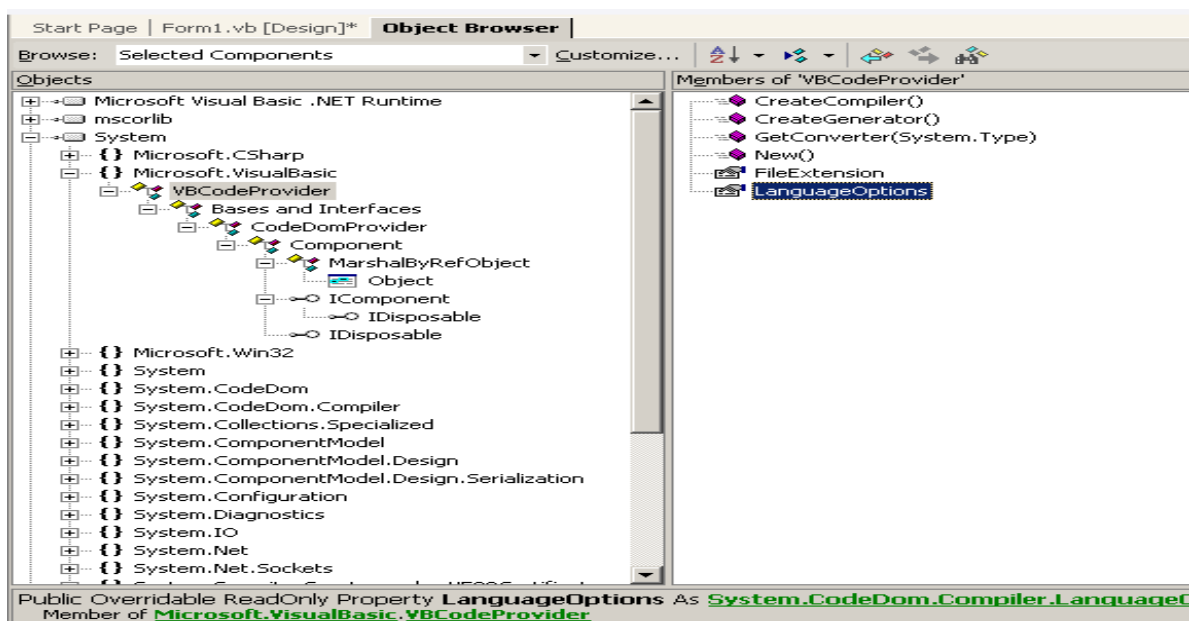 Start Page | Form1.vb [Design]* Object Browser
Browse: Selected Components Customize...
Objects
Microsoft Visual Basic .NET Runtime
mscorlib
System
{} Microsoft.CSharp
{} Microsoft.VisualBasic
VBCodeProvider
Bases and Interfaces
CodeDomProvider
Component
MarshalByRefObject
Object
IComponent
IDisposable
IDisposable
{} Microsoft.Win32
{} System
{} System.CodeDom
{} System.CodeDom.Compiler
{} System.Collections.Specialized
{} System.ComponentModel
{} System.ComponentModel.Design
{} System.ComponentModel.Design.Serialization
{} System.Configuration
{} System.Diagnostics
{} System.IO
{} System.Net
{} System.Net.Sockets
Members of 'VBCodeProvider'
CreateCompiler()
CreateGenerator()
GetConverter(System.Type)
New()
FileExtension
LanguageOptions
Public Overridable ReadOnly Property LanguageOptions As System.CodeDom.Compiler.LanguageO
Member of Microsoft.VisualBasic.VBCodeProvider